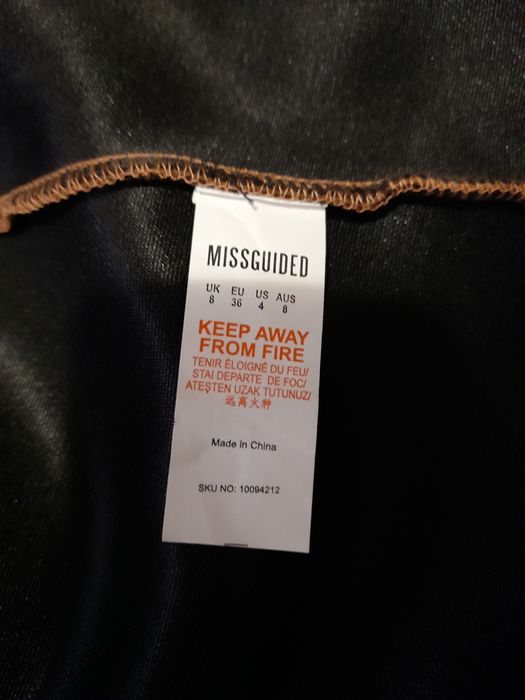 MISSGUIDED
UK EU US AUS
8 36 4 8
KEEP AWAY
FROM FIRE
TENIR ÉLOIGNÉ DU FEU/
STAI DEPARTE DE FOC/
ATEŞTEN UZAK TUTUNUZ/
远离火种
Made in China
SKU NO: 10094212